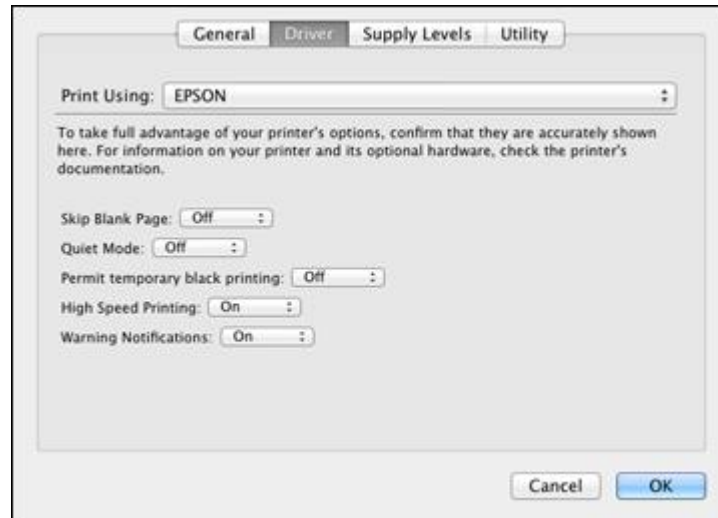 General Driver Supply Levels Utility
Print Using: EPSON
To take full advantage of your printer's options, confirm that they are accurately shown
here. For information on your printer and its optional hardware, check the printer's
documentation.
Skip Blank Page: Off
Quiet Mode: Off
Permit temporary black printing: Off
High Speed Printing: On
Warning Notifications: On
Cancel OK